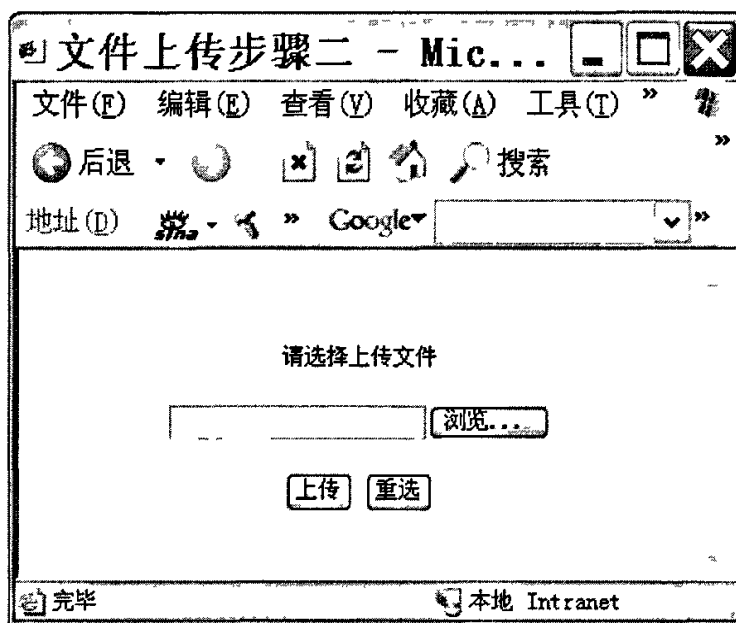 文件上传步骤二 - Mic...
文件(F) 编辑(E) 查看(V) 收藏(A) 工具(T) »
后退 搜索 »
地址(D) sina » Google »
请选择上传文件
浏览...
上传 重选
完毕 本地 Intranet